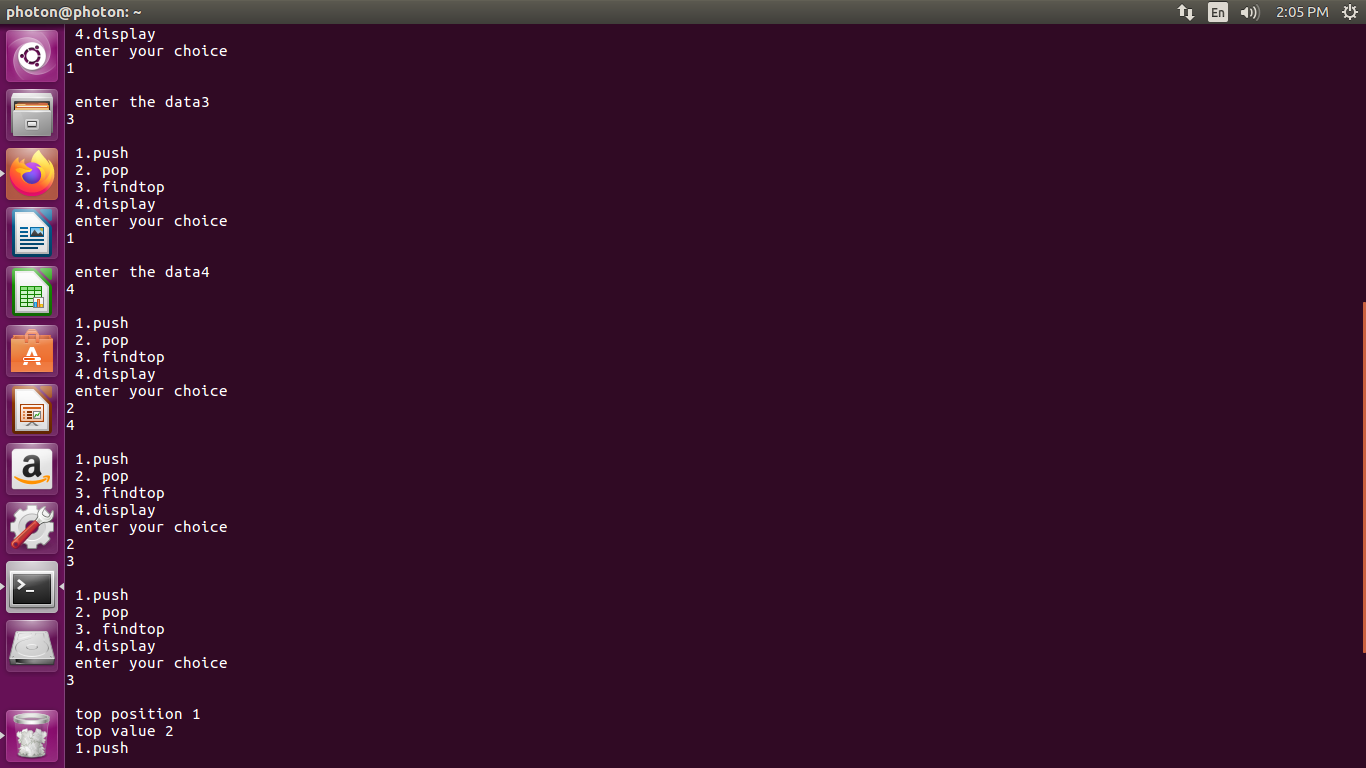 photon@photon: ~
En
2:05 PM
4.display
enter your choice
1
enter the data3
3
1.push
2. pop
3. findtop
4.display
enter your choice
1
enter the data4
4
1.push
2. pop
3. findtop
4.display
enter your choice
2
4
1.push
2. pop
3. findtop
4.display
enter your choice
2
3
1.push
2. pop
3. findtop
4.display
enter your choice
3
top position 1
top value 2
1.push